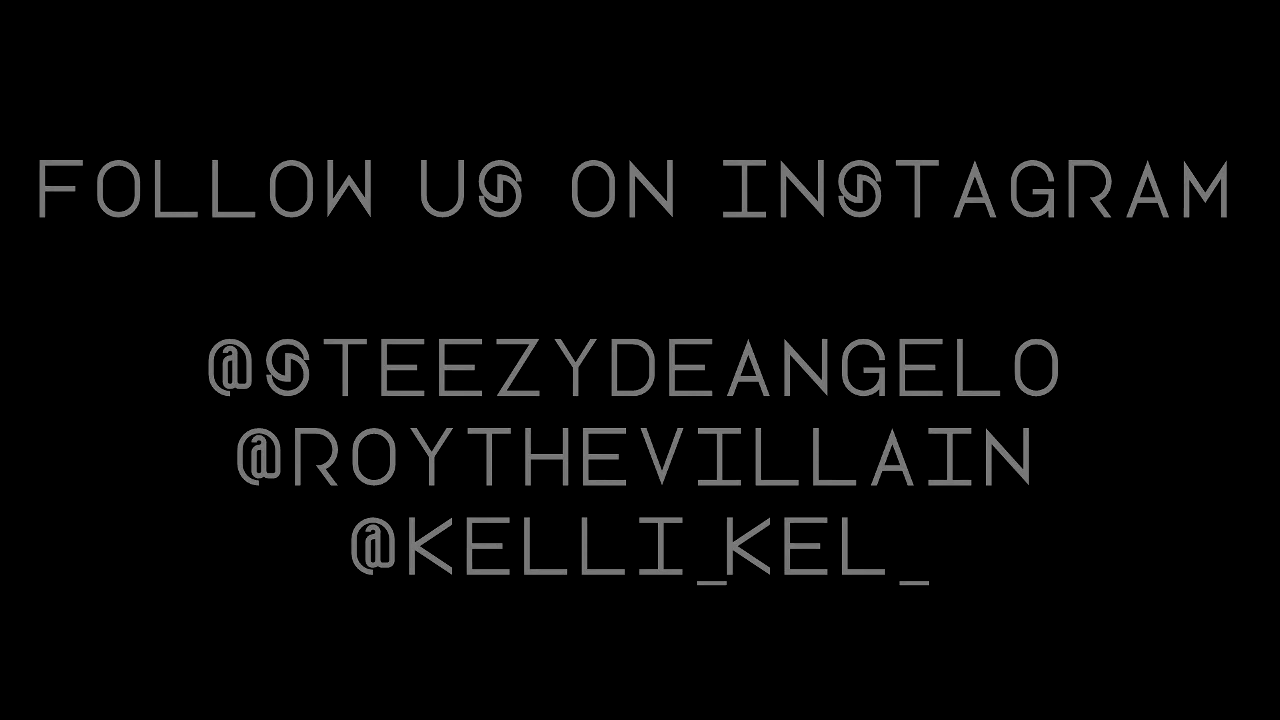 FOLLOW US ON INSTAGRAM
@STEEZYDEANGELO
@ROYTHEVILLAIN
@KELLI_KEL_